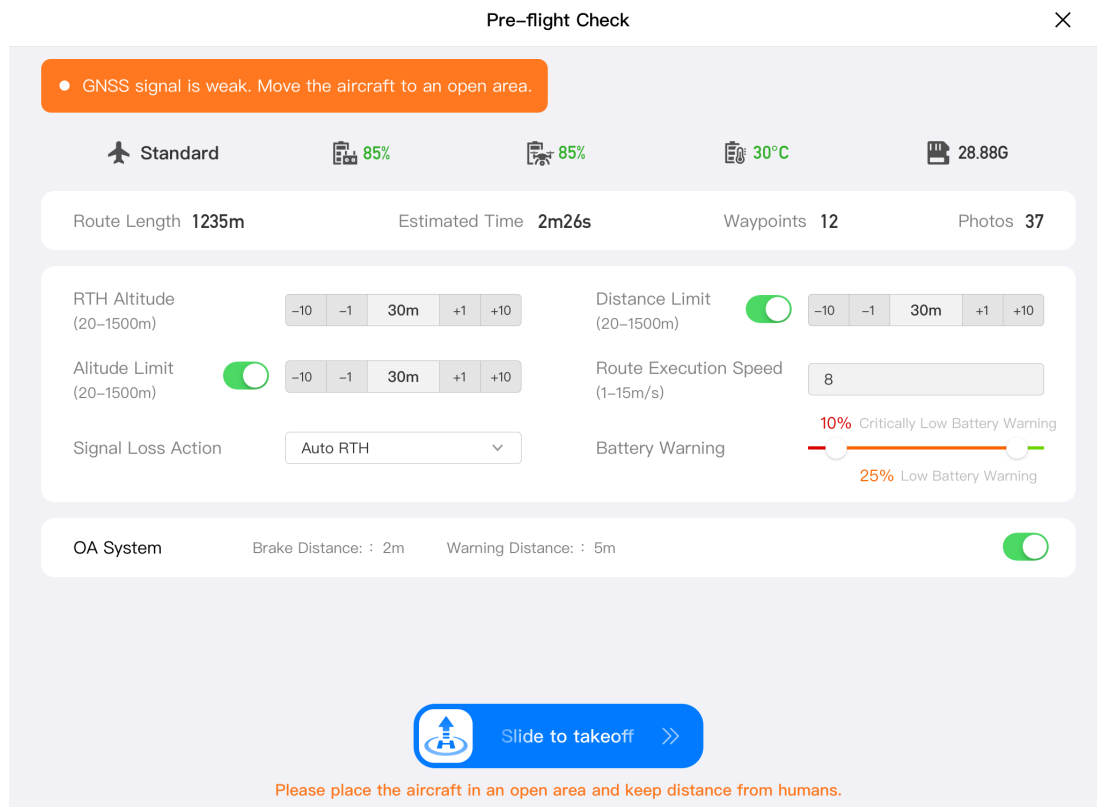 Pre-flight Check
GNSS signal is weak. Move the aircraft to an open area.
Standard 85% 85% 30°C 28.88G
Route Length 1235m Estimated Time 2m26s Waypoints 12 Photos 37
RTH Altitude
(20-1500m)
-10 -1 30m +1 +10
Distance Limit
(20-1500m)
-10 -1 30m +1 +10
Alitude Limit
(20-1500m)
-10 -1 30m +1 +10
Route Execution Speed
(1-15m/s)
8
Signal Loss Action Auto RTH
Battery Warning
10% Critically Low Battery Warning
25% Low Battery Warning
OA System Brake Distance: : 2m Warning Distance: : 5m
Slide to takeoff
Please place the aircraft in an open area and keep distance from humans.